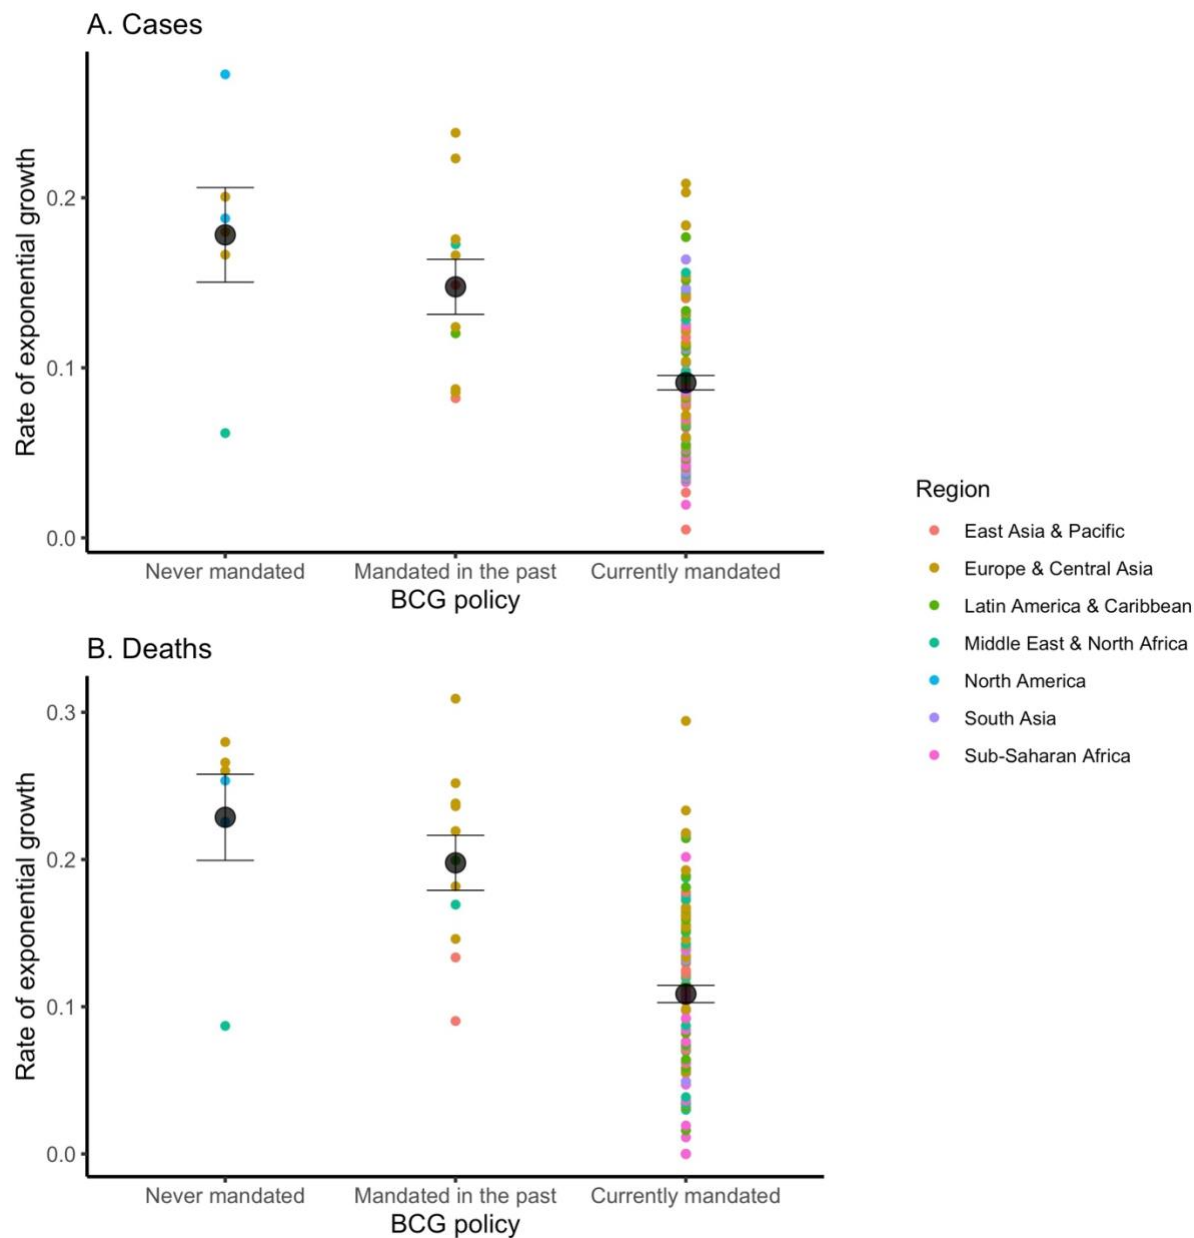 A. Cases
Rate of exponential growth
0.2
0.1
0.0
Never mandated
Mandated in the past
Currently mandated
BCG policy
Region
East Asia & Pacific
Europe & Central Asia
Latin America & Caribbean
Middle East & North Africa
North America
South Asia
Sub-Saharan Africa
B. Deaths
Rate of exponential growth
0.3
0.2
0.1
0.0
Never mandated
Mandated in the past
Currently mandated
BCG policy